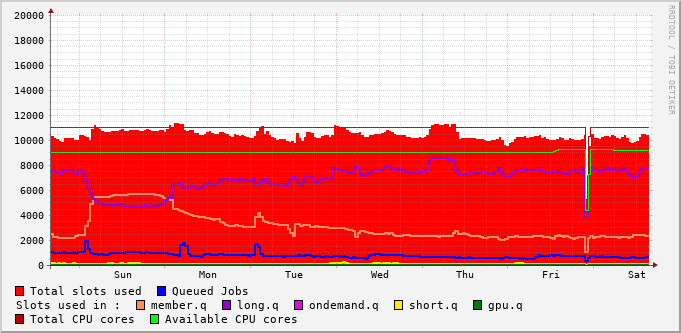 20000
18000
16000
14000
12000
10000
8000
6000
4000
2000
0
Sun Mon Tue Wed Thu Fri Sat
RRDTOOL / TOBI OETIKER
Total slots used Queued Jobs
Slots used in : member.q long.q ondemand.q short.q gpu.q
Total CPU cores Available CPU cores